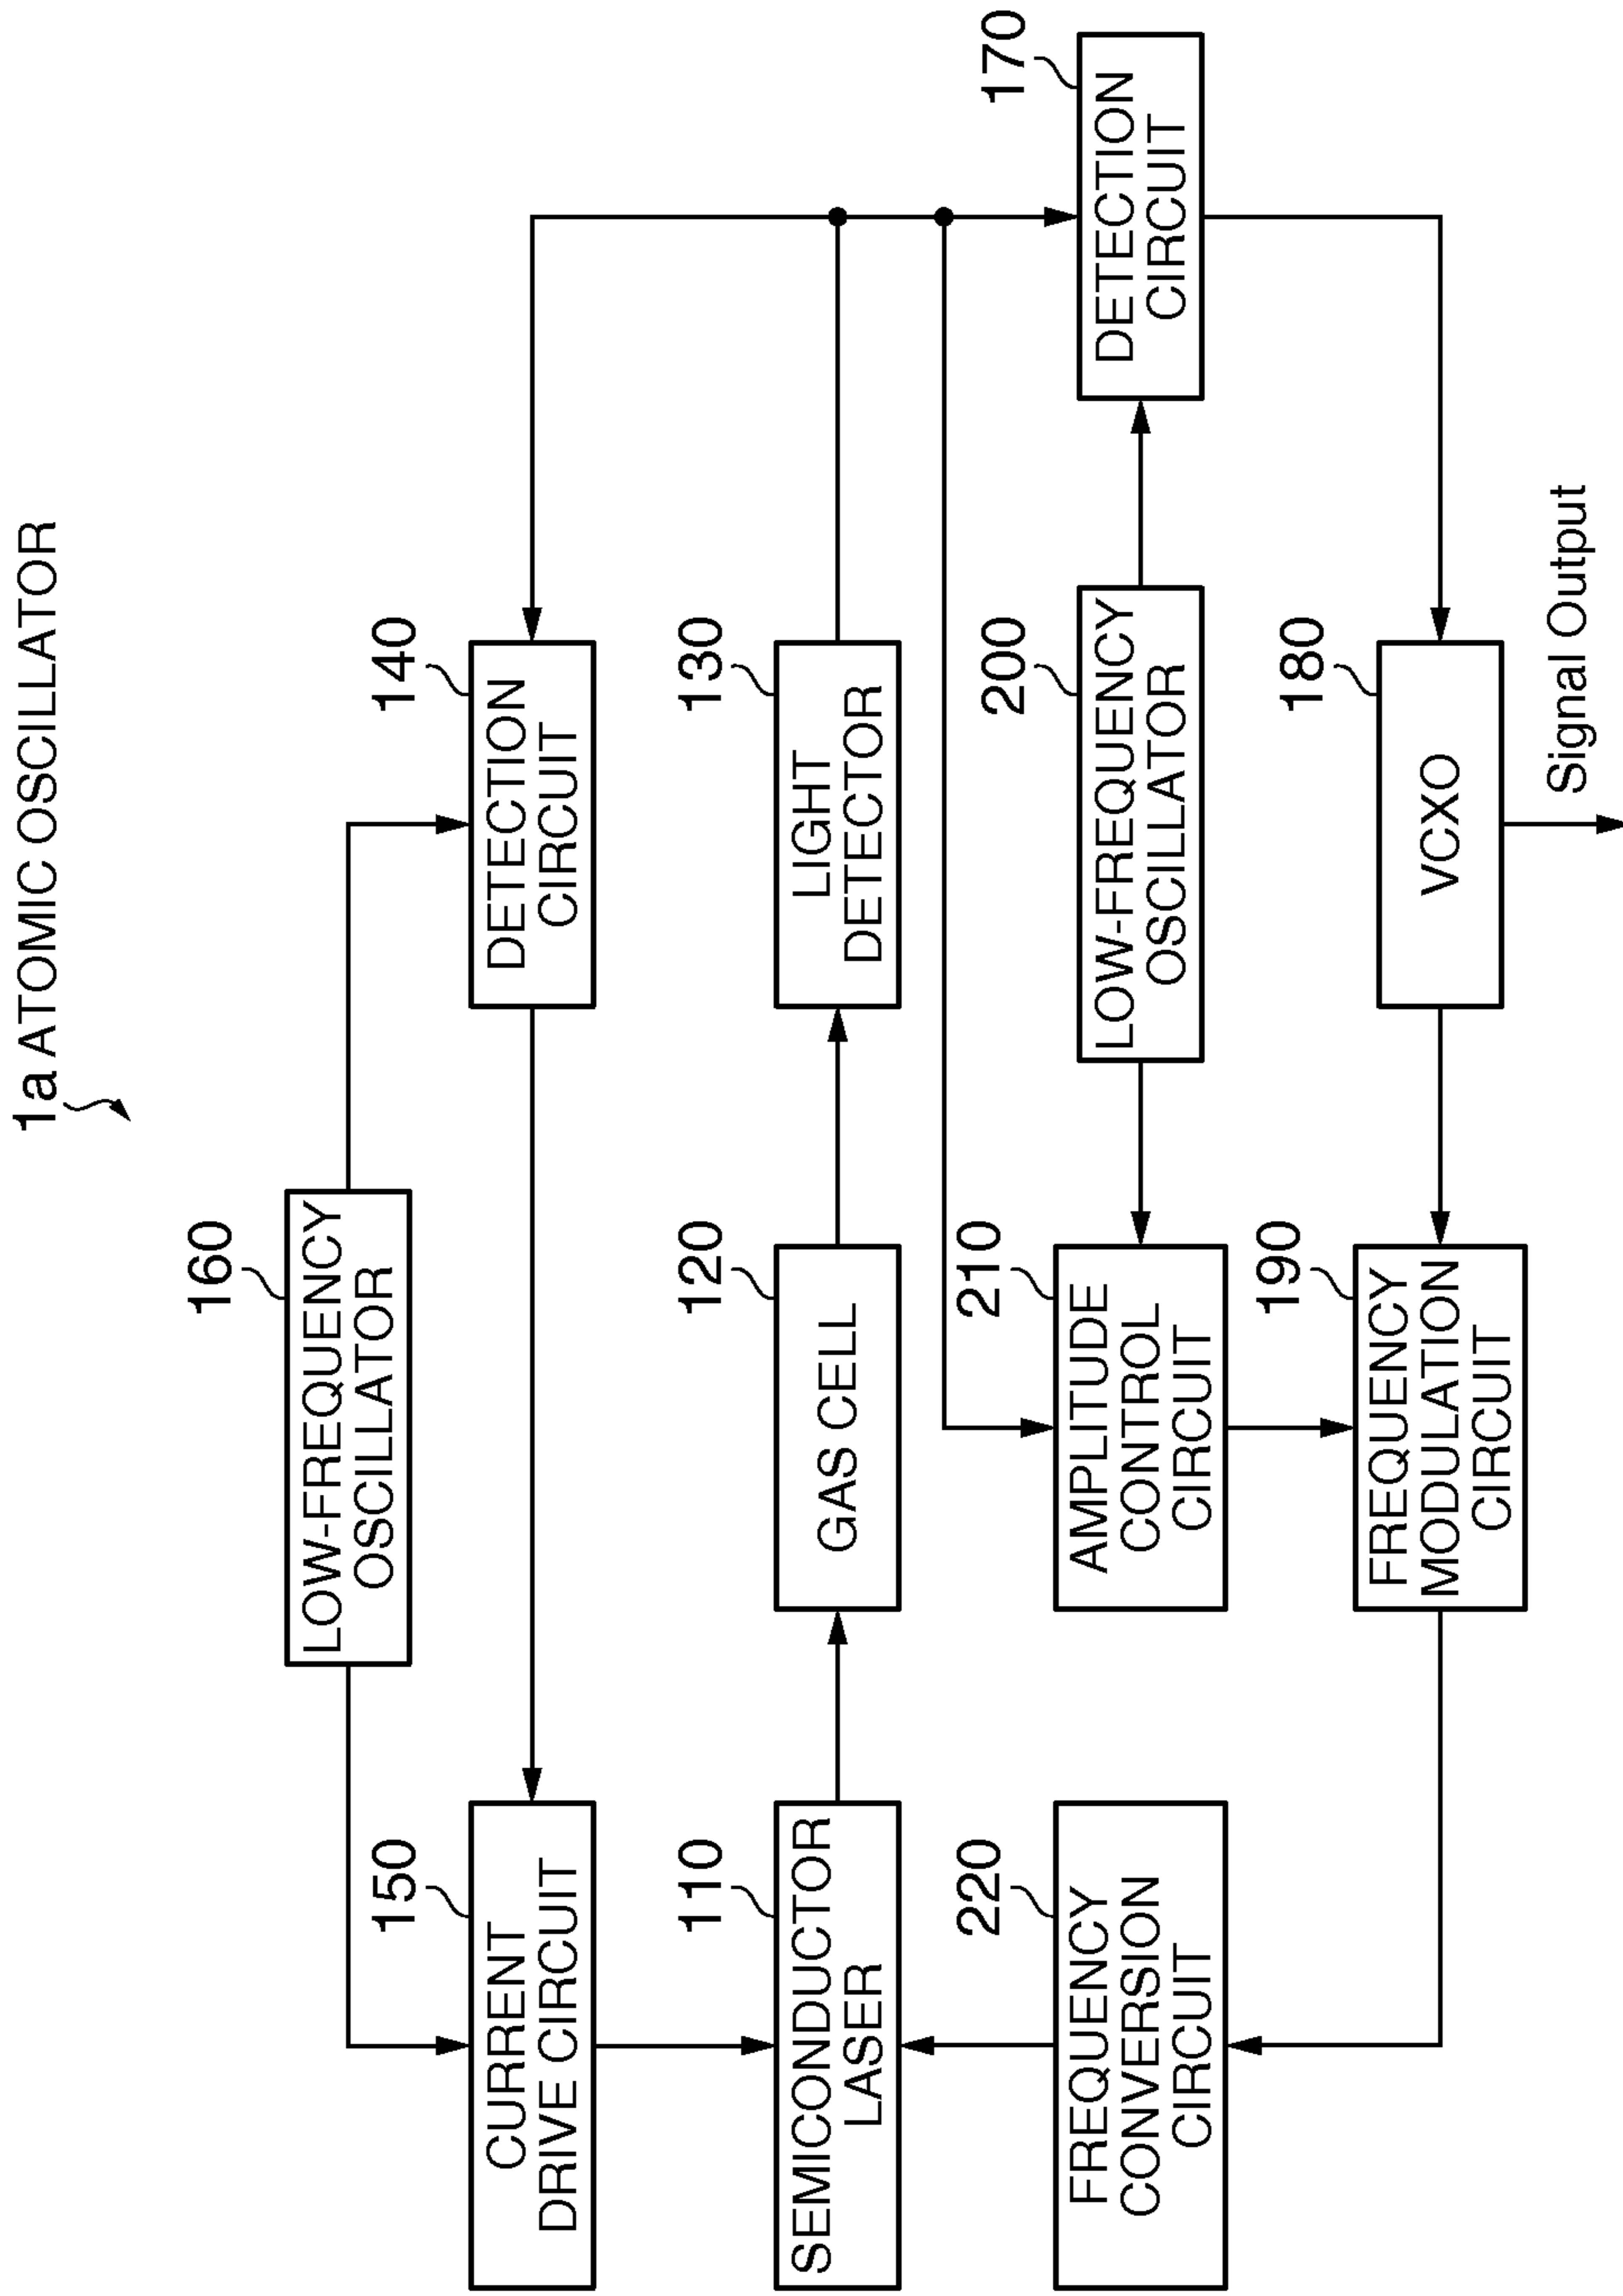 1a ATOMIC OSCILLATOR
160
LOW-FREQUENCY
OSCILLATOR
150
CURRENT
DRIVE CIRCUIT
140
DETECTION
CIRCUIT
110
SEMICONDUCTOR
LASER
120
GAS CELL
130
LIGHT
DETECTOR
220
FREQUENCY
CONVERSION
CIRCUIT
210
AMPLITUDE
CONTROL
CIRCUIT
200
LOW-FREQUENCY
OSCILLATOR
170
DETECTION
CIRCUIT
190
FREQUENCY
MODULATION
CIRCUIT
180
VCXO
Signal Output